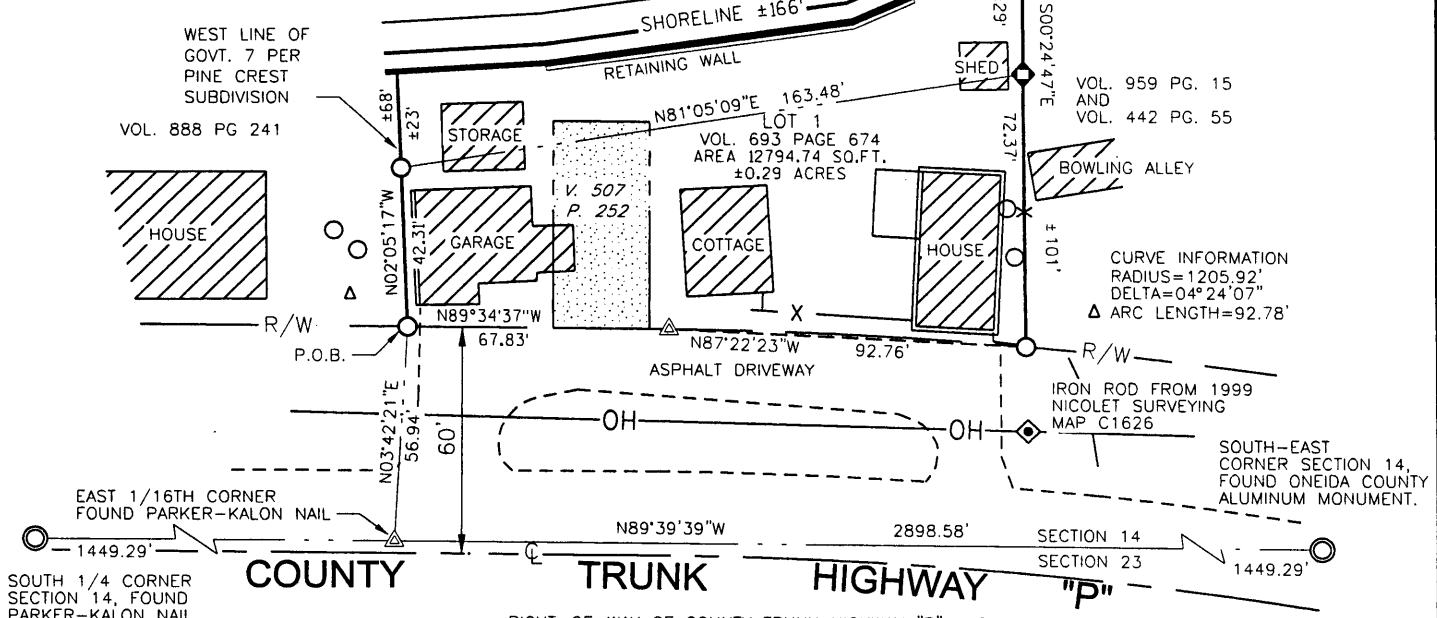 SHORELINE ±166'
RETAINING WALL
WEST LINE OF
GOVT. 7 PER
PINE CREST
SUBDIVISION
VOL. 888 PG 241
±68'
±23'
STORAGE
N81°05'09"E 163.48'
LOT 1
VOL. 693 PAGE 674
AREA 12794.74 SQ.FT.
±0.29 ACRES
SHED
29'
S00°24'47"E
72.37'
VOL. 959 PG. 15
AND
VOL. 442 PG. 55
BOWLING ALLEY
± 101'
HOUSE
N02°05'17"W
42.31'
GARAGE
V. 507
P. 252
COTTAGE
HOUSE
X
CURVE INFORMATION
RADIUS=1205.92'
DELTA=04°24'07"
ARC LENGTH=92.78'
R/W
P.O.B.
N89°34'37"W
67.83'
N87°22'23"W 92.76'
R/W
ASPHALT DRIVEWAY
N03°42'21"E
56.94'
60'
OH
OH
IRON ROD FROM 1999
NICOLET SURVEYING
MAP C1626
SOUTH-EAST
CORNER SECTION 14,
FOUND ONEIDA COUNTY
ALUMINUM MONUMENT.
EAST 1/16TH CORNER
FOUND PARKER-KALON NAIL
1449.29'
N89°39'39"W 2898.58'
SECTION 14
SECTION 23
1449.29'
SOUTH 1/4 CORNER
SECTION 14, FOUND
PARKER-KALON NAIL
COUNTY TRUNK HIGHWAY "P"
RIGHT OF WAY OF COUNTY TRUNK HIGHWAY "P"